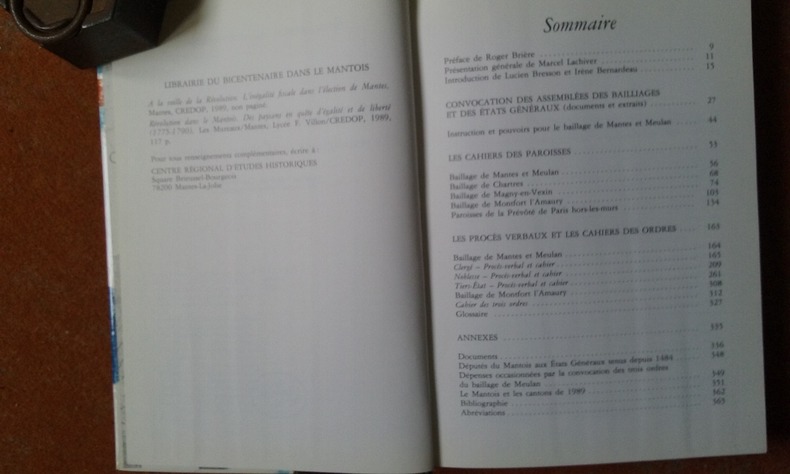 LIBRAIRIE DU BICENTENAIRE DANS LE MANTOIS
A la veille de la Révolution. L'inégalité fiscale dans l'élection de Mantes,
Mantes, CREDOP, 1989, non paginé.
Révolution dans le Mantois. Des paysans en quête d'égalité et de liberté
(1775-1795). Les Mureaux/Mantes, Lycée F. Villon/CREDOP, 1989,
117 p.
Pour tous renseignements complémentaires, écrire à :
CENTRE RÉGIONAL D'ÉTUDES HISTORIQUES
Square
78200 Mantes-La-Jolie
Sommaire
Préface de Roger Brière 9
Présentation générale de Marcel Lachiver 11
Introduction de Lucien Bresson et Irène Bernardeau 15
CONVOCATION DES ASSEMBLÉES DES BAILLIAGES
ET DES ÉTATS GÉNÉRAUX (documents et extraits) 27
Instruction et pouvoirs pour le baillage de Mantes et Meulan 44
LES CAHIERS DES PAROISSES 53
Baillage de Mantes et Meulan 56
Baillage de Chartres 68
Baillage de Magny-en-Vexin 74
Baillage de Montfort l'Amaury 105
Paroisses de la Prévôté de Paris hors-les-murs 134
LES PROCÈS VERBAUX ET LES CAHIERS DES ORDRES 163
Baillage de Mantes et Meulan 164
Clergé – Procès-verbal et cahier 165
Noblesse – Procès-verbal et cahier 209
Tiers-État – Procès-verbal et cahier 261
Baillage de Montfort l'Amaury 308
Cahier des trois ordres 312
Glossaire 327
ANNEXES 335
Documents 336
Députés du Mantois aux États Généraux tenus depuis 1484 348
Dépenses occasionnées par la convocation des trois ordres
du baillage de Meulan 349
Le Mantois et les cantons de 1989 351
Bibliographie 362
Abréviations 365